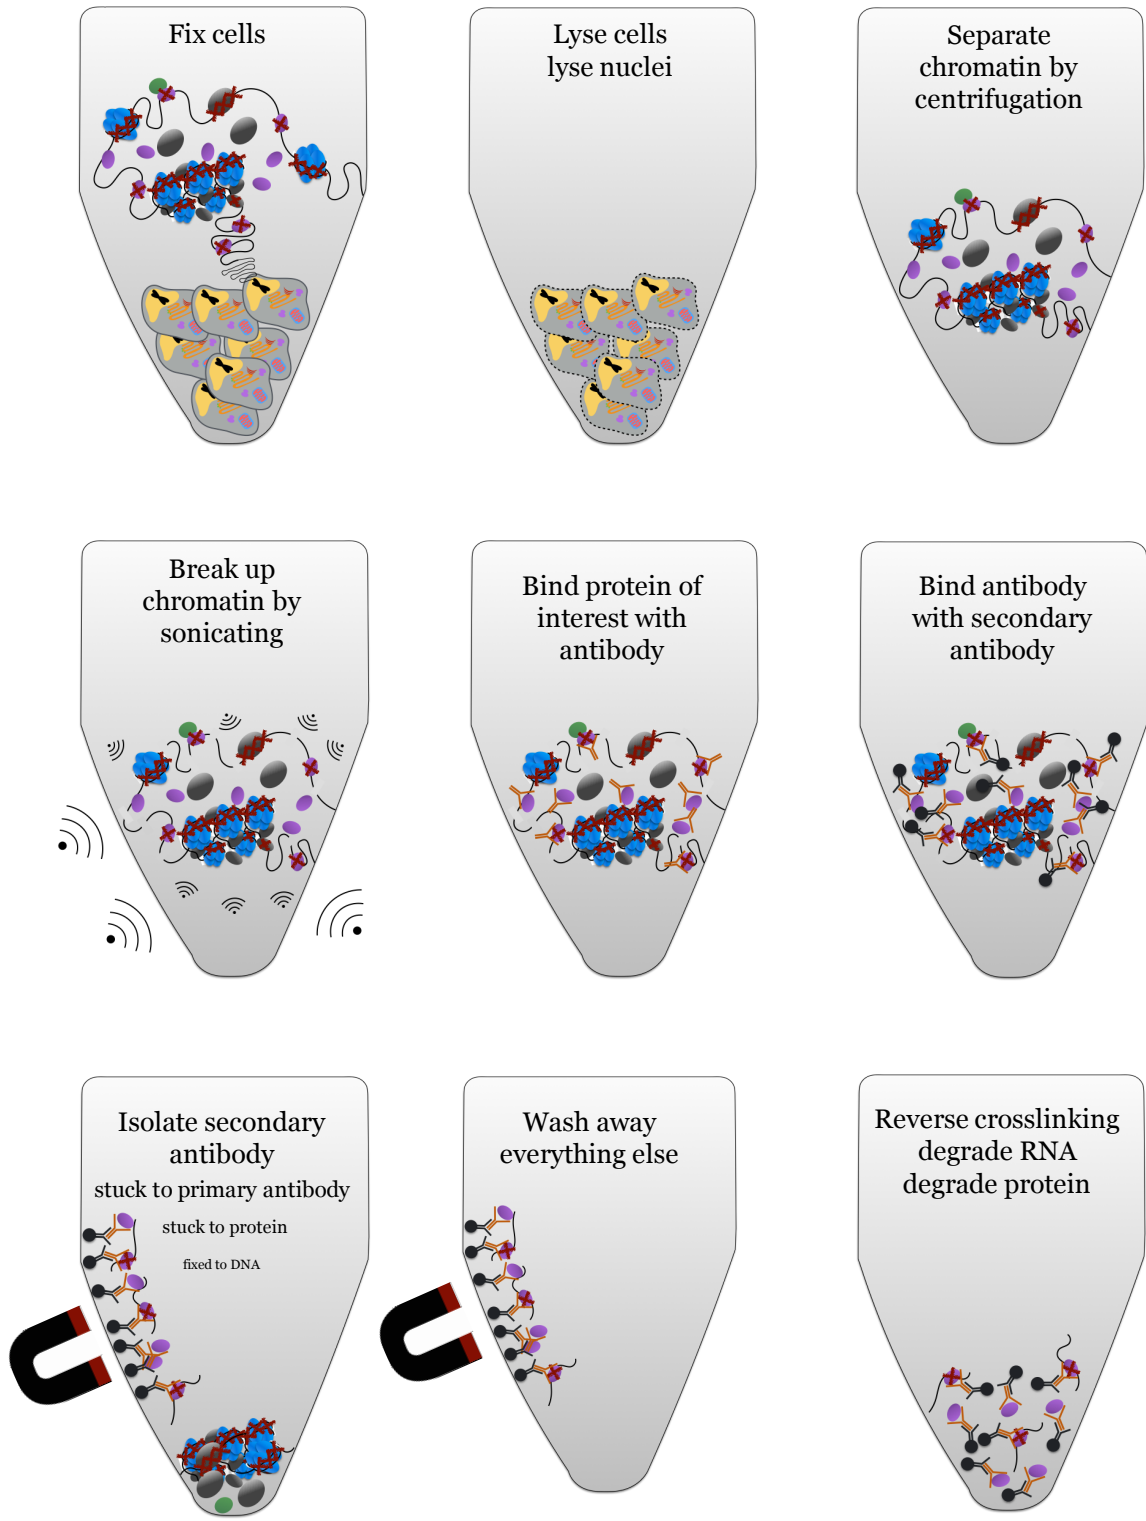 Fix cells
Lyse cells
lyse nuclei
Separate
chromatin by
centrifugation
Break up
chromatin by
sonicating
Bind protein of
interest with
antibody
Bind antibody
with secondary
antibody
Isolate secondary
antibody
stuck to primary antibody
stuck to protein
fixed to DNA
Wash away
everything else
Reverse crosslinking
degrade RNA
degrade protein